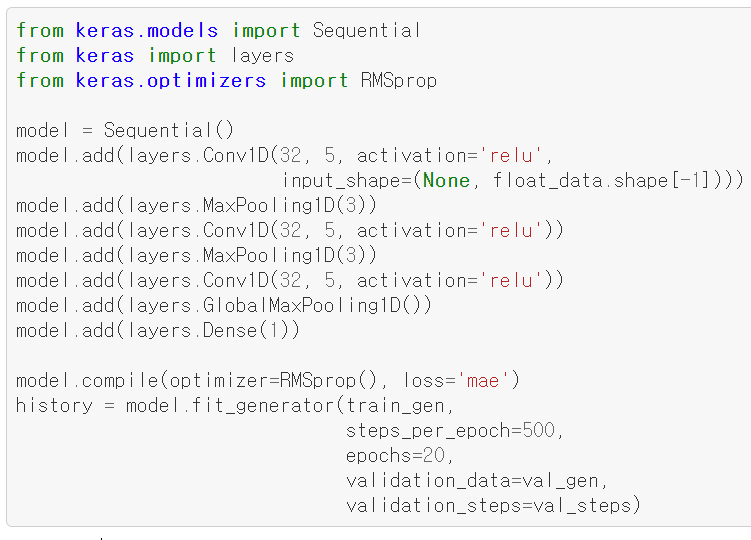 from keras.models import Sequential
from keras import layers
from keras.optimizers import RMSprop
model = Sequential()
model.add(layers.Conv1D(32, 5, activation='relu',
input_shape=(None, float_data.shape[-1])))
model.add(layers.MaxPooling1D(3))
model.add(layers.Conv1D(32, 5, activation='relu'))
model.add(layers.MaxPooling1D(3))
model.add(layers.Conv1D(32, 5, activation='relu'))
model.add(layers.GlobalMaxPooling1D())
model.add(layers.Dense(1))
model.compile(optimizer=RMSprop(), loss='mae')
history = model.fit_generator(train_gen,
steps_per_epoch=500,
epochs=20,
validation_data=val_gen,
validation_steps=val_steps)